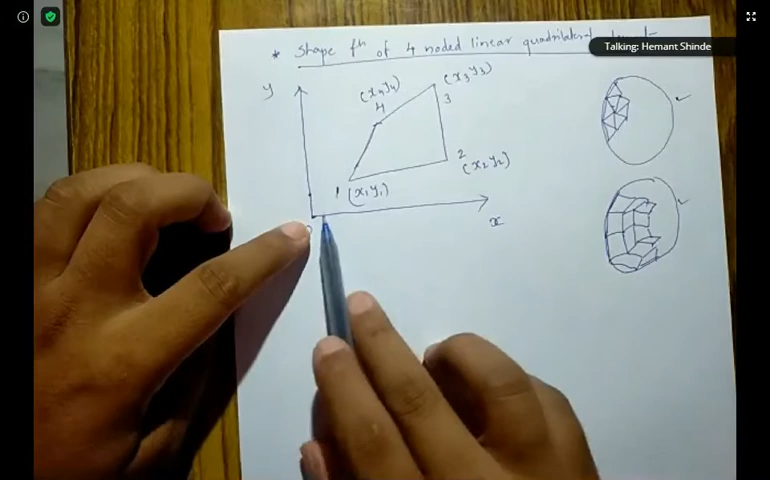 * Shape fⁿ of 4 noded linear quadrilateral
Talking: Hemant Shinde
y
(x4 y4)
4
(x3 y3)
3
2
(x2 y2)
1 (x1 y1)
x